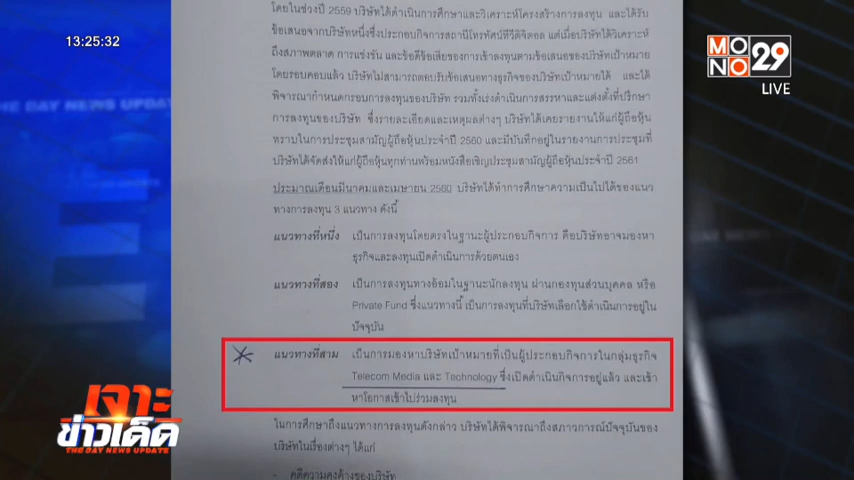 13:25:32
MONO 29
LIVE
THE DAY NEWS UPDATE
โดยในช่วงปี 2559 บริษัทได้ดำเนินการศึกษาและวิเคราะห์โครงสร้างการลงทุน และได้รับ
ข้อเสนอจากบริษัทหนึ่งซึ่งประกอบกิจการสถานีโทรทัศน์ทีวีดิจิตอล แต่เมื่อบริษัทได้วิเคราะห์
ถึงสภาพตลาด การแข่งขัน และข้อดีข้อเสียของการเข้าลงทุนตามข้อเสนอของบริษัทเป้าหมาย
โดยรอบคอบแล้ว บริษัทไม่สามารถตอบรับข้อเสนอทางธุรกิจของบริษัทเป้าหมายได้ และได้
พิจารณากำหนดกรอบการลงทุนของบริษัท รวมทั้งเร่งดำเนินการสรรหาและแต่งตั้งที่ปรึกษา
การลงทุนของบริษัท ซึ่งรายละเอียดและเหตุผลต่างๆ บริษัทได้เคยรายงานให้แก่ผู้ถือหุ้น
ทราบในการประชุมสามัญผู้ถือหุ้นประจำปี 2560 และมีบันทึกอยู่ในรายงานการประชุมที่
บริษัทได้จัดส่งให้แก่ผู้ถือหุ้นทุกท่านพร้อมหนังสือเชิญประชุมสามัญผู้ถือหุ้นประจำปี 2561
ประมาณเดือนมีนาคมและเมษายน 2560 บริษัทได้ทำการศึกษาความเป็นไปได้ของแนว
ทางการลงทุน 3 แนวทาง ดังนี้
แนวทางที่หนึ่ง เป็นการลงทุนโดยตรงในฐานะผู้ประกอบกิจการ คือบริษัทอาจมองหา
ธุรกิจและลงทุนเปิดดำเนินการด้วยตนเอง
แนวทางที่สอง เป็นการลงทุนทางอ้อมในฐานะนักลงทุน ผ่านกองทุนส่วนบุคคล หรือ
Private Fund ซึ่งแนวทางนี้ เป็นการลงทุนที่บริษัทเลือกใช้ดำเนินการอยู่ใน
ปัจจุบัน
แนวทางที่สาม เป็นการมองหาบริษัทเป้าหมายที่เป็นผู้ประกอบกิจการในกลุ่มธุรกิจ
Telecom Media และ Technology ซึ่งเปิดดำเนินกิจการอยู่แล้ว และเข้า
หาโอกาสเข้าไปร่วมลงทุน
ในการศึกษาถึงแนวทางการลงทุนดังกล่าว บริษัทได้พิจารณาถึงสภาวการณ์ปัจจุบันของ
บริษัทในเรื่องต่างๆ ได้แก่
- คดีความคงค้างของบริษัท
เจาะ
ข่าวเด็ด
THE DAY NEWS UPDATE